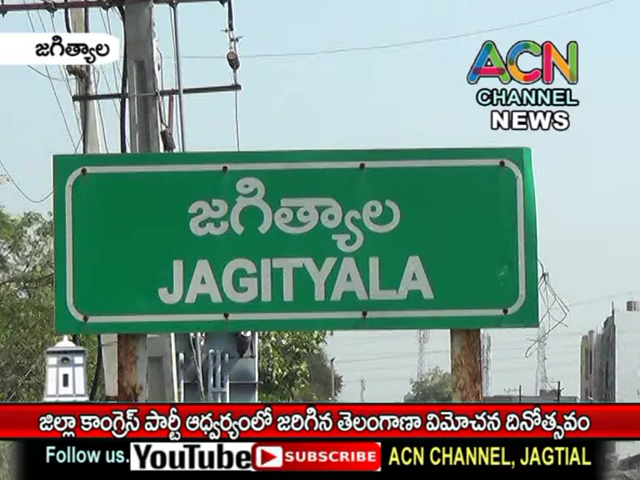 జగిత్యాల
ACN
CHANNEL
NEWS
జగిత్యాల
JAGITYALA
జిల్లా కాంగ్రెస్ పార్టీ ఆధ్వర్యంలో జరిగిన తెలంగాణా విమోచన దినోత్సవం
Follow us. YouTube SUBSCRIBE ACN CHANNEL, JAGTIAL